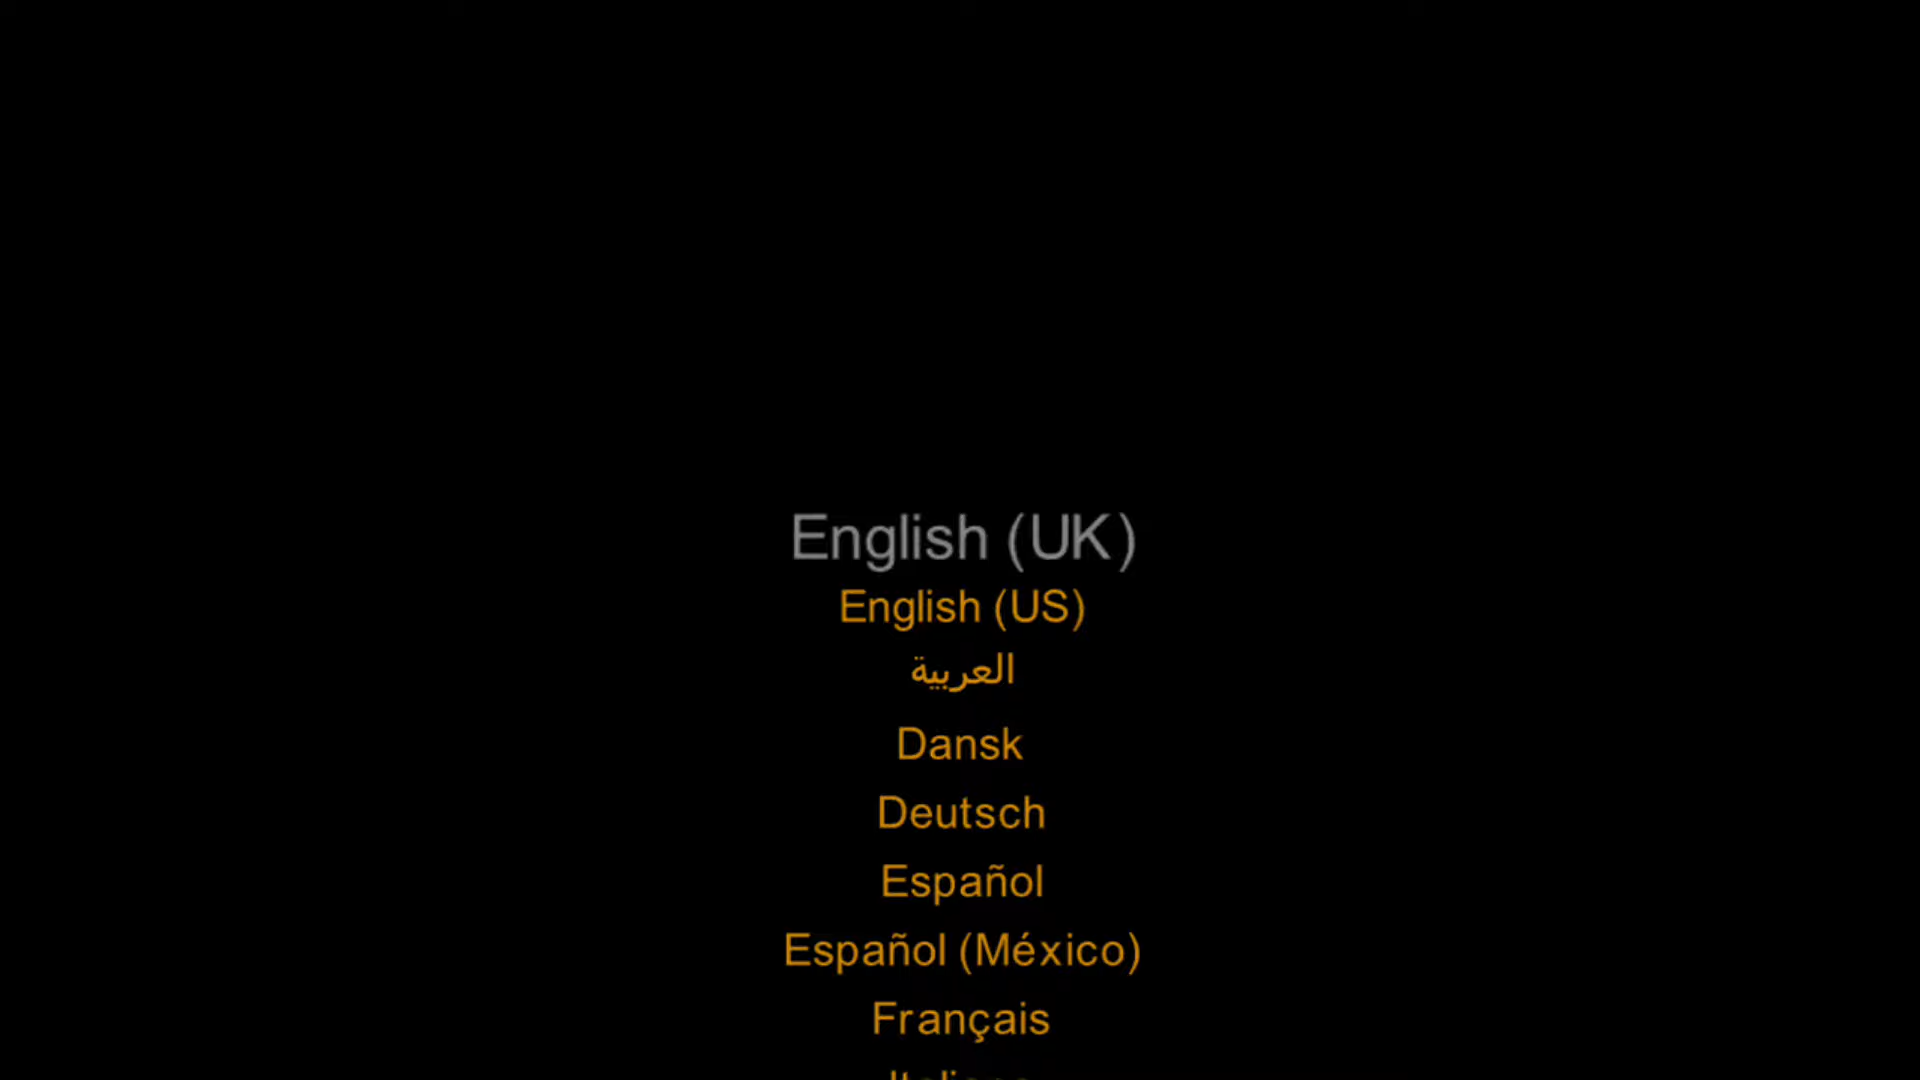 English (UK)
English (US)
العربية
Dansk
Deutsch
Español
Español (México)
Français